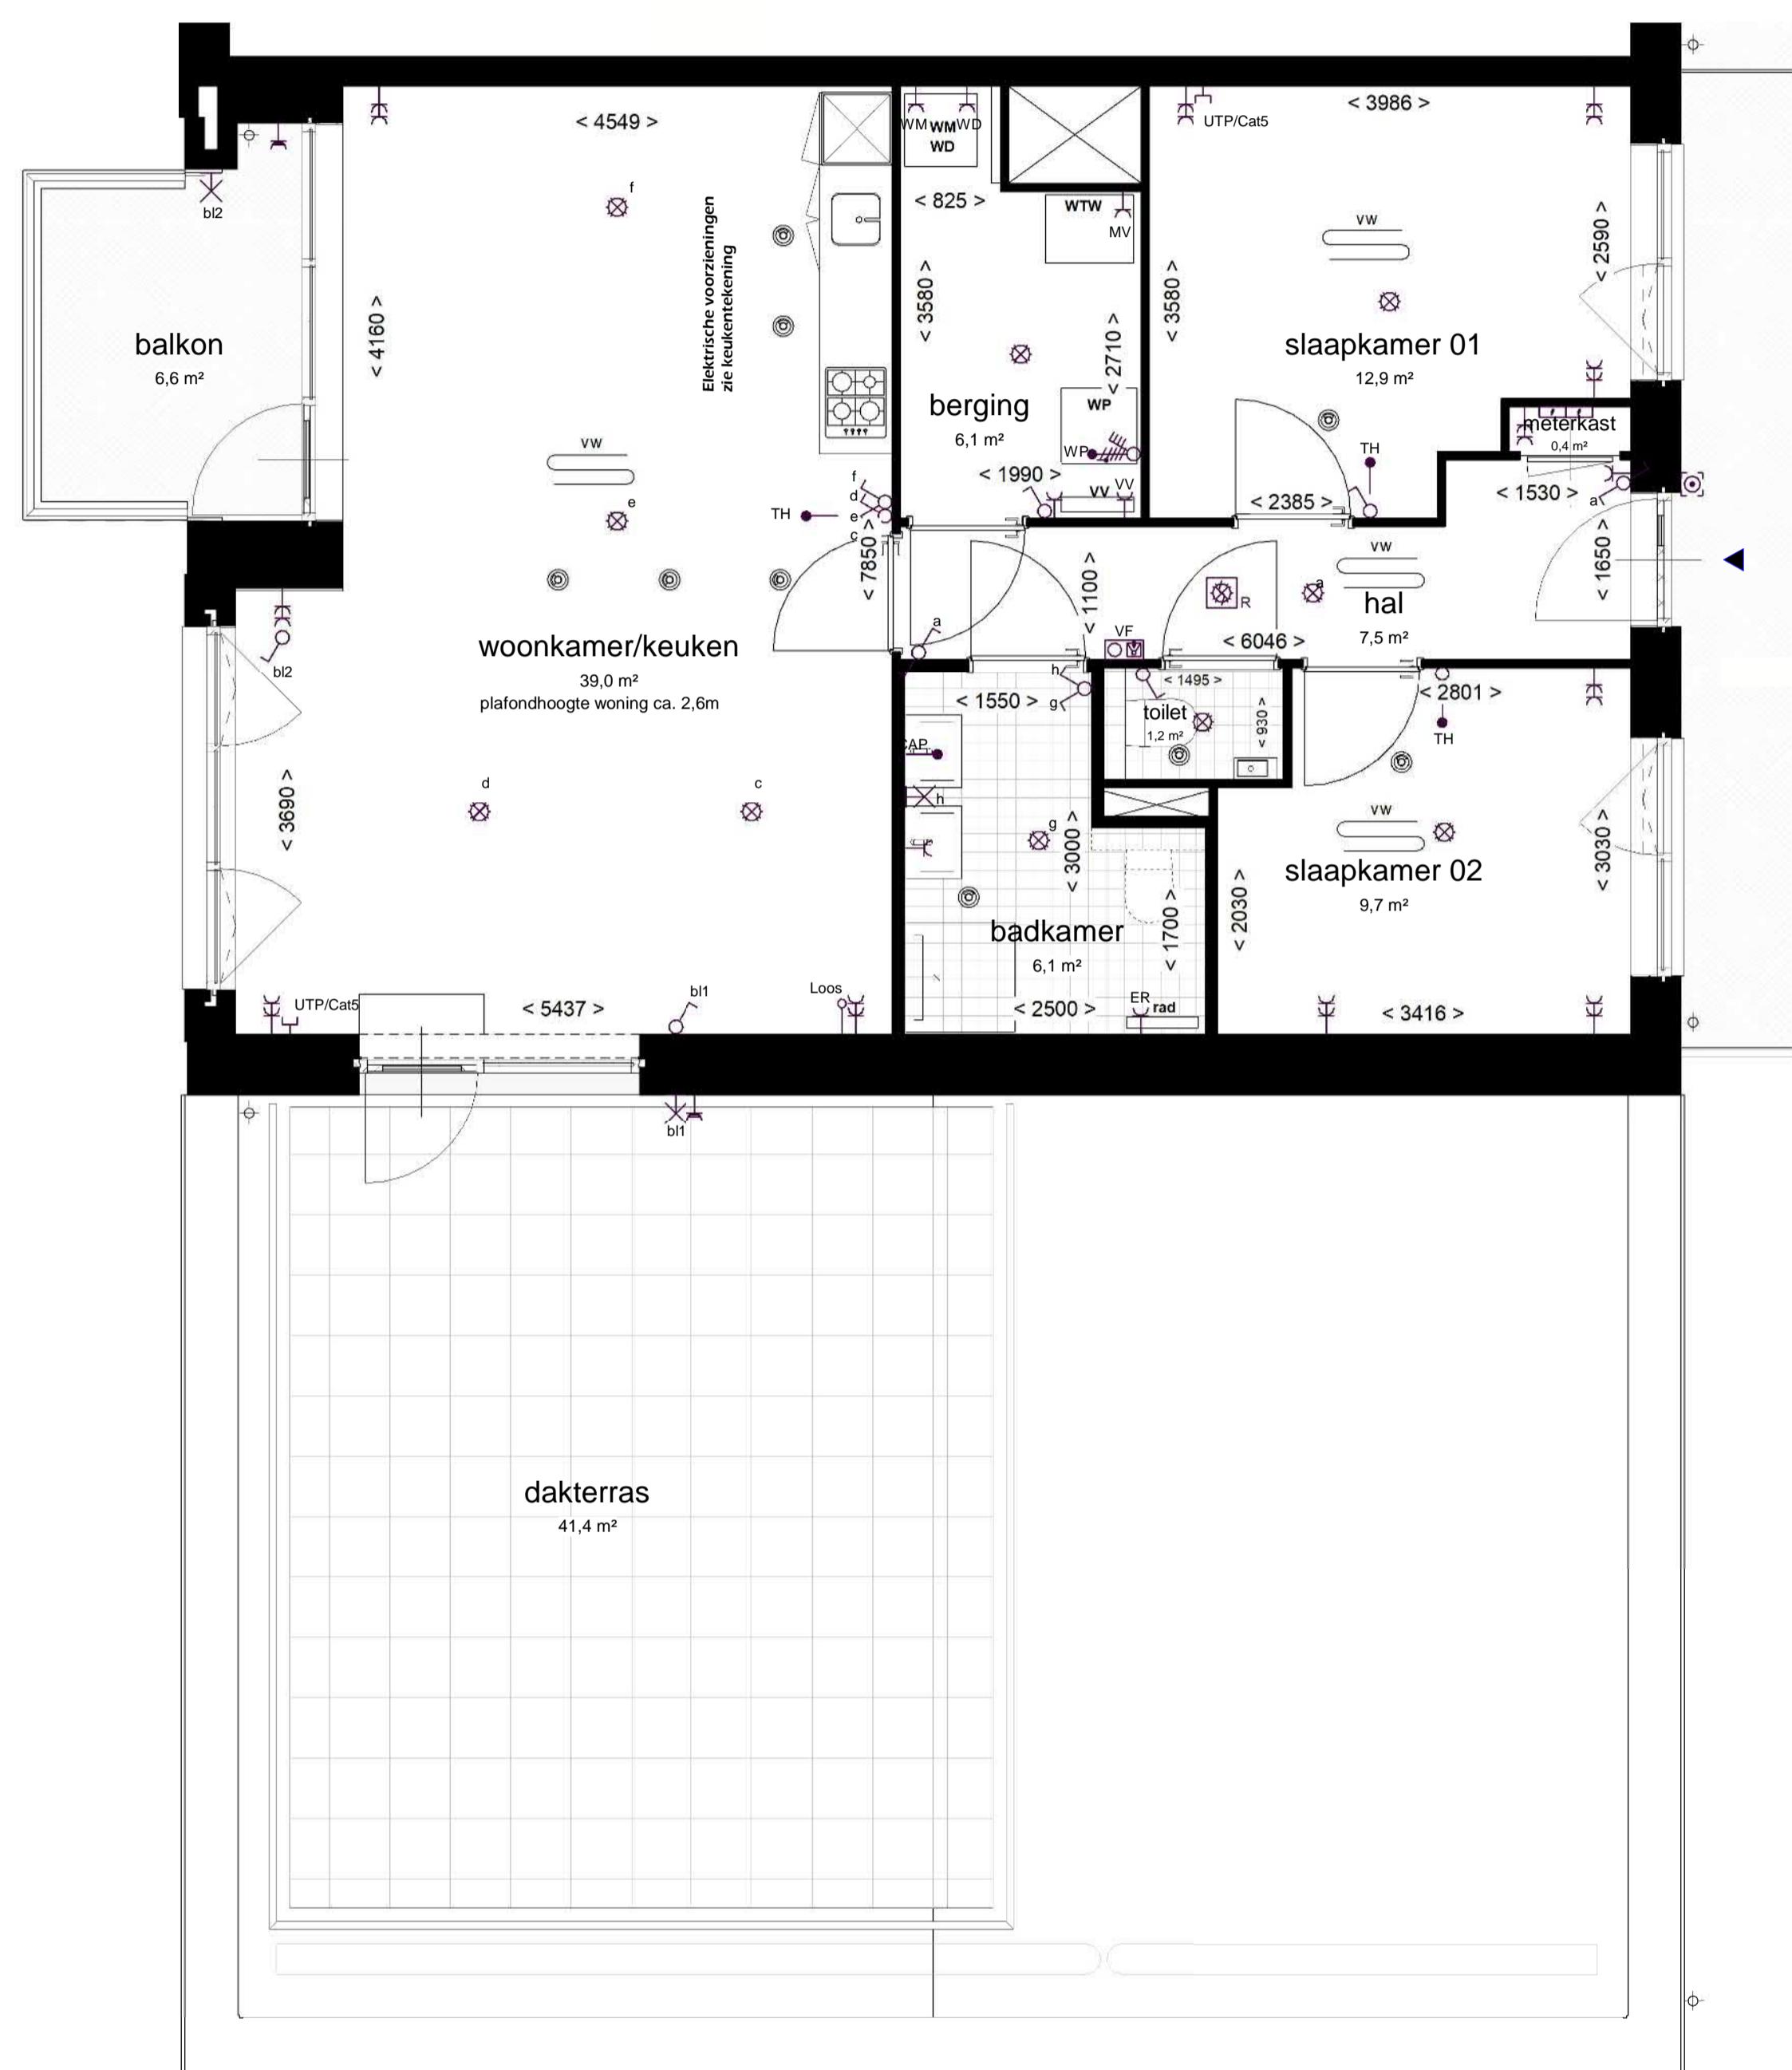 WM WM WD
WD
< 4549 >
< 3986 >
UTP/Cat5
f
bl2
< 825 >
WTW
MV
VW
< 2590 >
Elektrische voorzieningen
zie keukentekening
< 4160 >
< 3580 >
< 2710 >
< 3580 >
balkon
6,6 m²
slaapkamer 01
12,9 m²
berging
6,1 m²
WP
WP
meterkast
0,4 m²
VW
TH
< 1990 >
f
d
e
c
TH
e
VV
VV
< 2385 >
< 1530 >
a
< 7850 >
< 1100 >
VW
< 1650 >
a
R
hal
7,5 m²
a
VF
< 6046 >
woonkamer/keuken
39,0 m²
plafondhoogte woning ca. 2,6m
bl2
h
g
< 1550 >
< 1495 >
toilet
1,2 m²
< 930 >
< 2801 >
TH
CAP
h
d
c
< 3690 >
g
< 3000 >
VW
< 3030 >
slaapkamer 02
9,7 m²
< 2030 >
badkamer
6,1 m²
< 1700 >
UTP/Cat5
< 5437 >
bl1
Loos
< 2500 >
ER
rad
< 3416 >
bl1
dakterras
41,4 m²